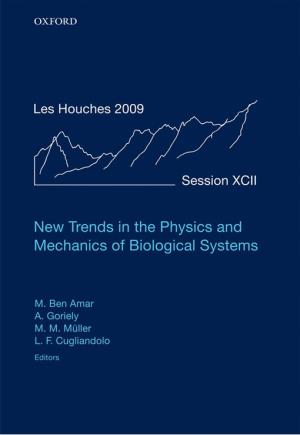 OXFORD
Les Houches 2009
Session XCII
New Trends in the Physics and
Mechanics of Biological Systems
M. Ben Amar
A. Goriely
M. M. Müller
L. F. Cugliandolo
Editors